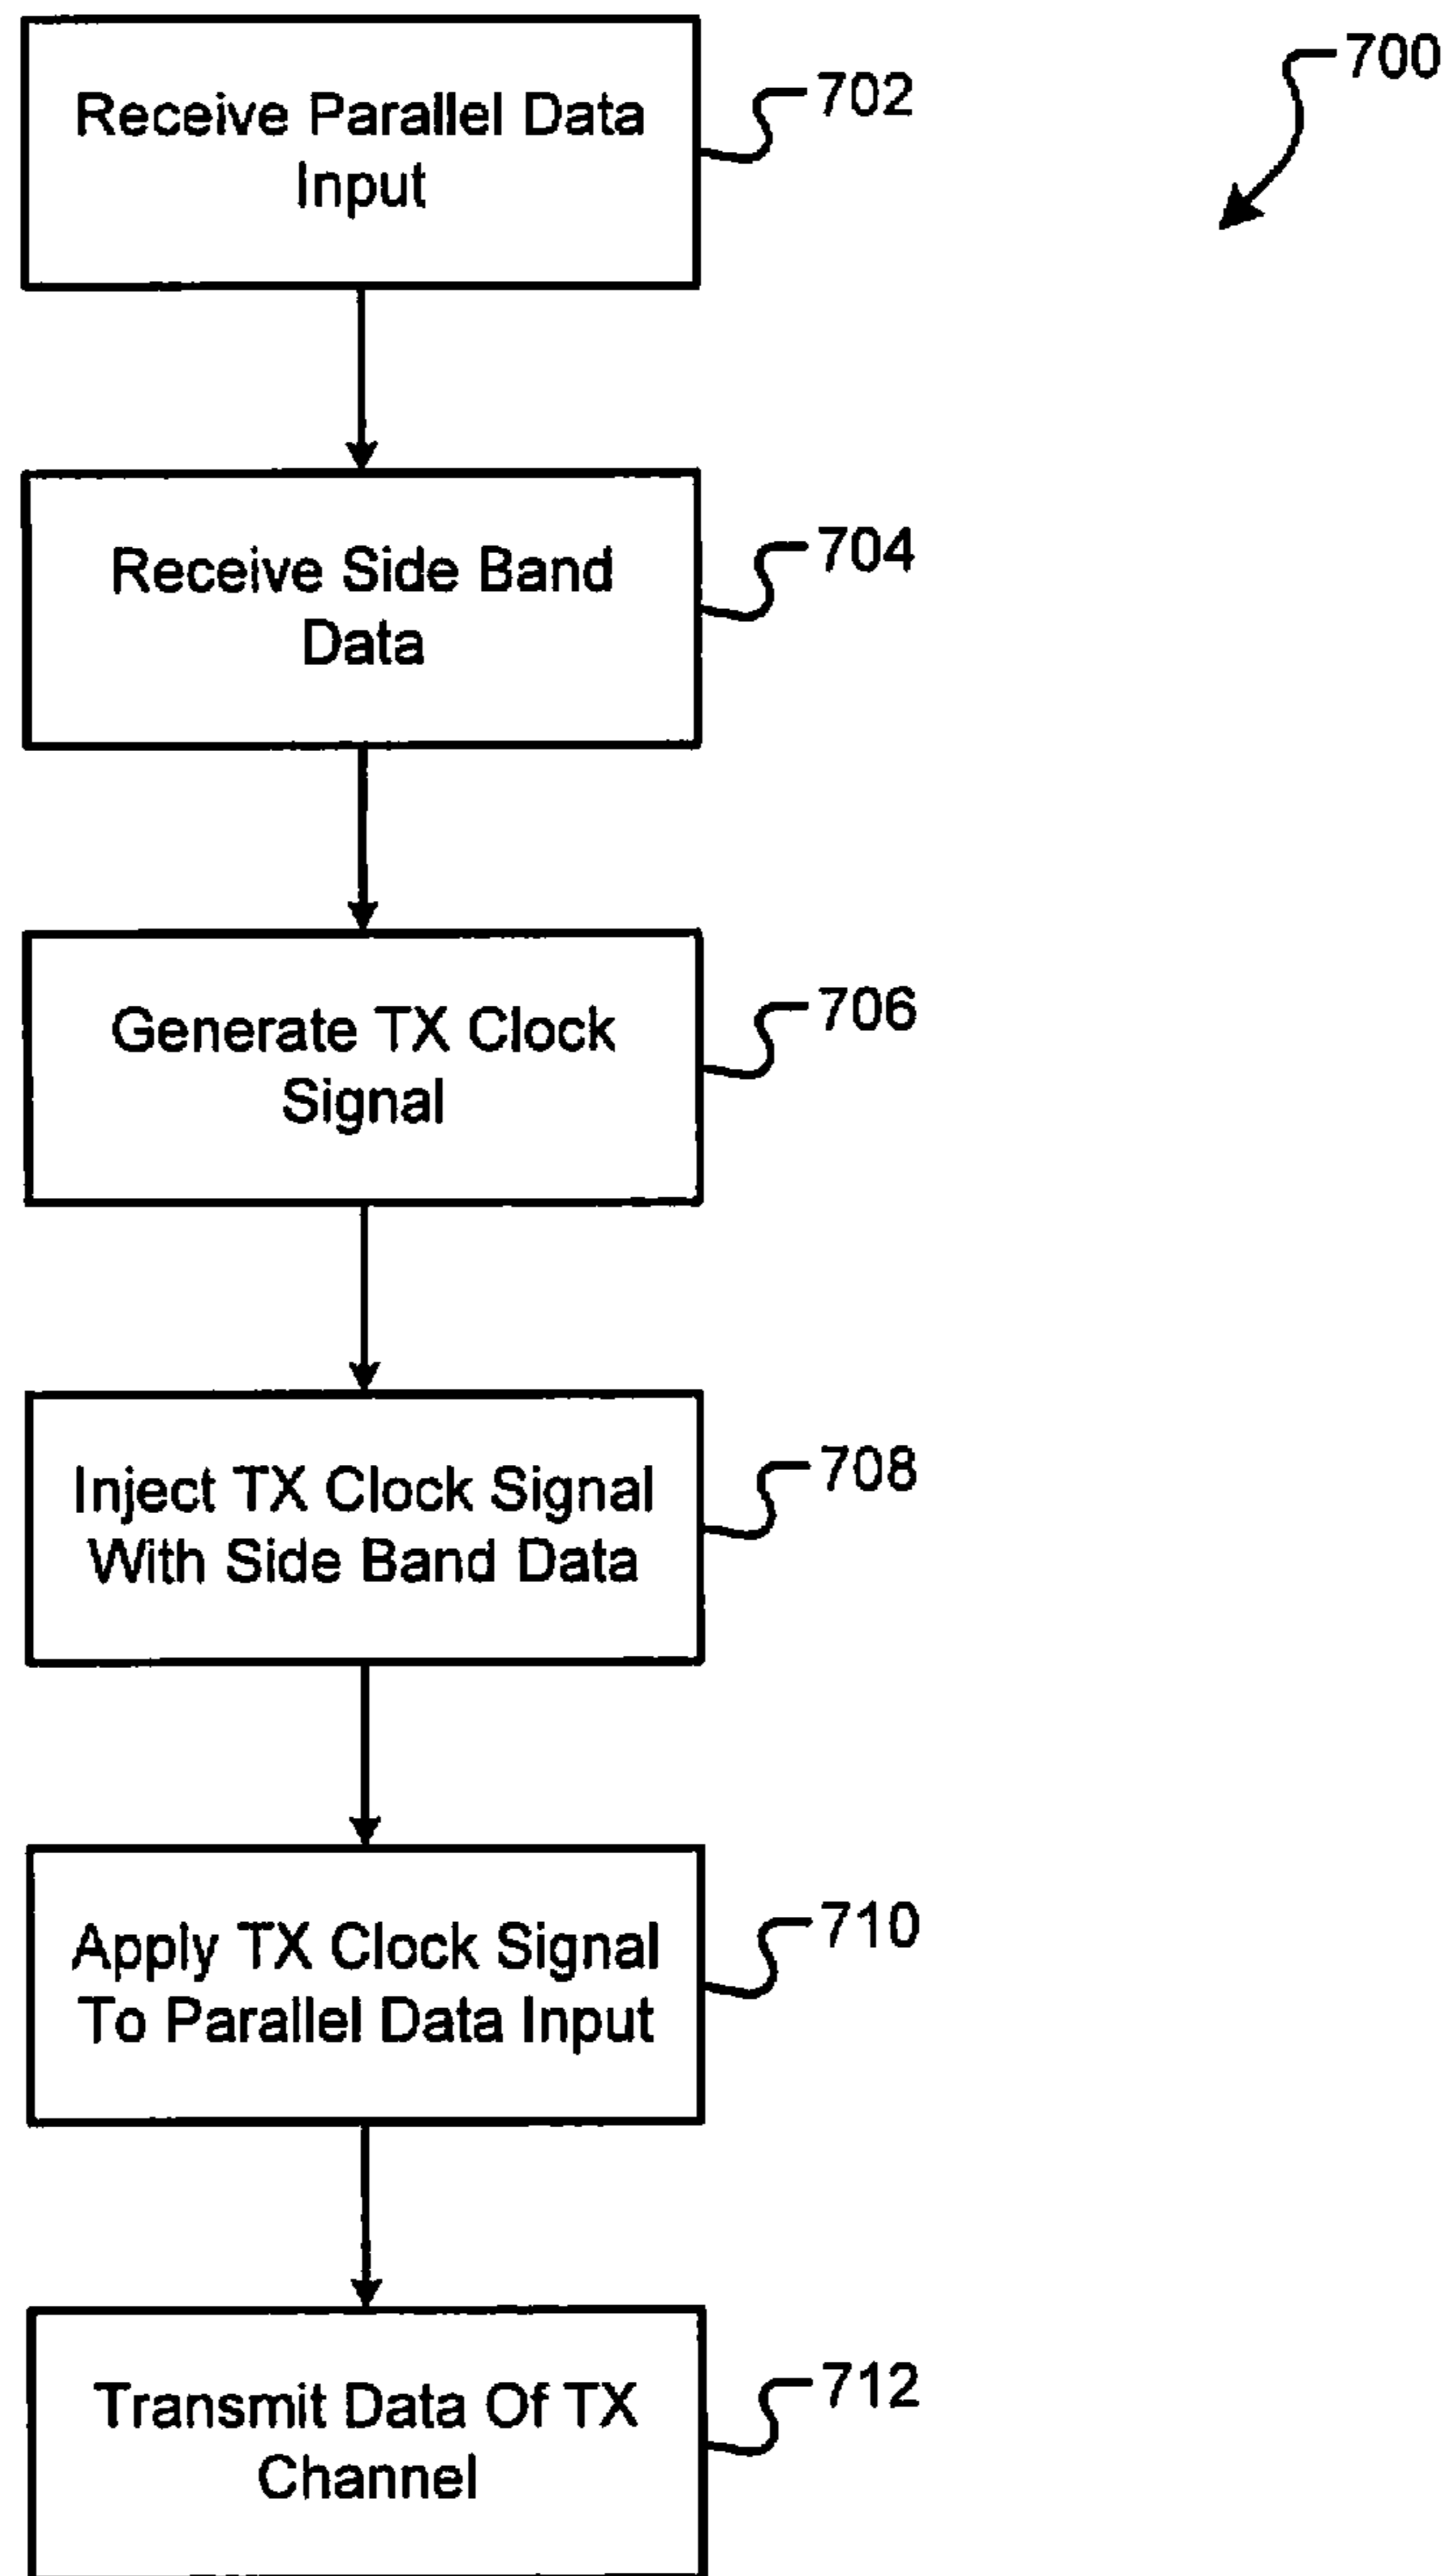 700
Receive Parallel Data
Input
702
Receive Side Band
Data
704
Generate TX Clock
Signal
706
Inject TX Clock Signal
With Side Band Data
708
Apply TX Clock Signal
To Parallel Data Input
710
Transmit Data Of TX
Channel
712